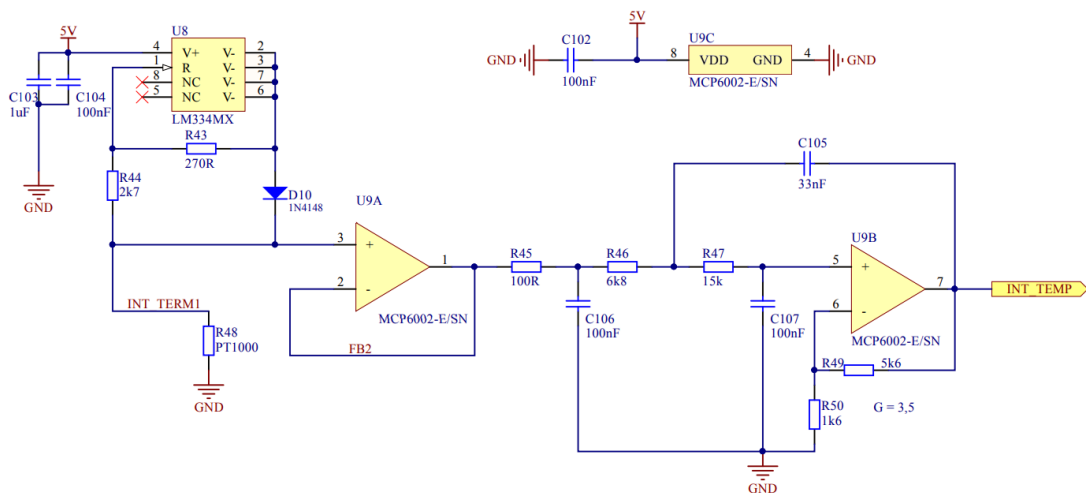 5V
U8
4
V+
V-
2
1
R
V-
3
8
NC
V-
7
5
NC
V-
6
LM334MX
C103
1uF
C104
100nF
GND
R43
270R
R44
2k7
D10
1N4148
INT_TERM1
R48
PT1000
GND
5V
GND
C102
100nF
U9C
8
VDD
GND
4
GND
MCP6002-E/SN
U9A
3
+
2
-
1
MCP6002-E/SN
FB2
R45
100R
R46
6k8
R47
15k
C105
33nF
C106
100nF
C107
100nF
U9B
5
+
6
-
7
MCP6002-E/SN
INT_TEMP
R49
5k6
R50
1k6
G = 3,5
GND